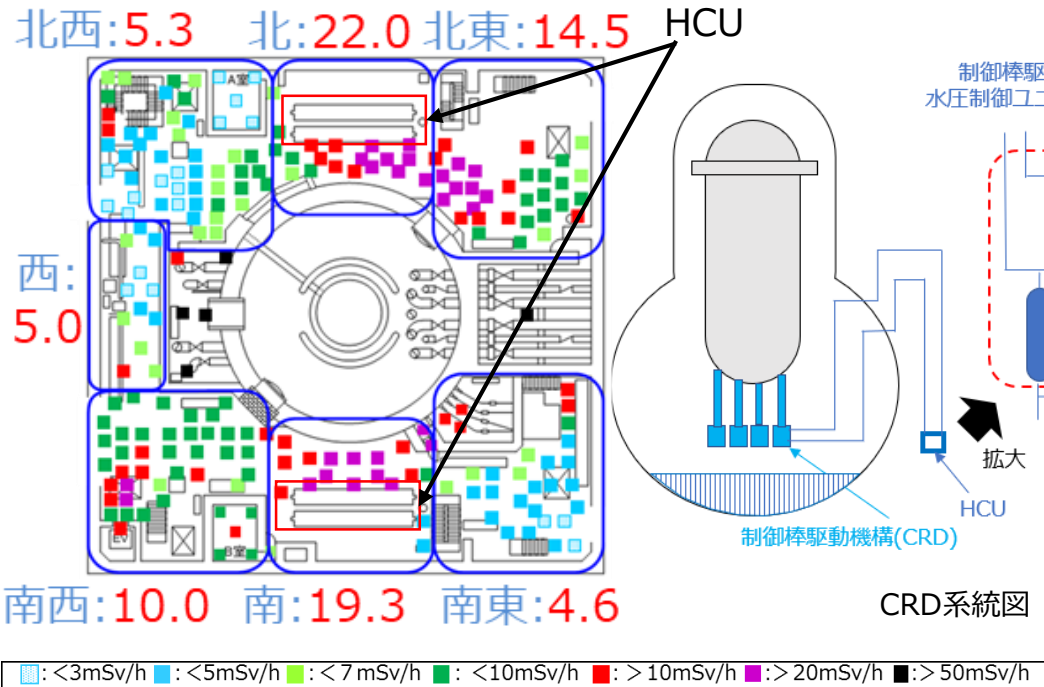 北西:5.3 北:22.0 北東:14.5 HCU
制御棒駆
水圧制御ユニ
A室
西:
5.0
拡大
HCU
制御棒駆動機構(CRD)
EV
B室
南西:10.0 南:19.3 南東:4.6
CRD系統図
:<3mSv/h :<5mSv/h :<7mSv/h :<10mSv/h :>10mSv/h :>20mSv/h :>50mSv/h